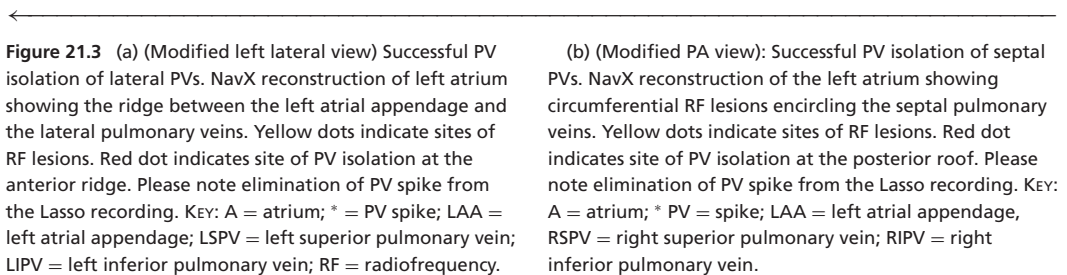 Figure 21.3 (a) (Modified left lateral view) Successful PV
isolation of lateral PVs. NavX reconstruction of left atrium
showing the ridge between the left atrial appendage and
the lateral pulmonary veins. Yellow dots indicate sites of
RF lesions. Red dot indicates site of PV isolation at the
anterior ridge. Please note elimination of PV spike from
the Lasso recording. KEY: A = atrium; * = PV spike; LAA =
left atrial appendage; LSPV = left superior pulmonary vein;
LIPV = left inferior pulmonary vein; RF = radiofrequency.
(b) (Modified PA view): Successful PV isolation of septal
PVs. NavX reconstruction of the left atrium showing
circumferential RF lesions encircling the septal pulmonary
veins. Yellow dots indicate sites of RF lesions. Red dot
indicates site of PV isolation at the posterior roof. Please
note elimination of PV spike from the Lasso recording. KEY:
A = atrium; * PV = spike; LAA = left atrial appendage,
RSPV = right superior pulmonary vein; RIPV = right
inferior pulmonary vein.